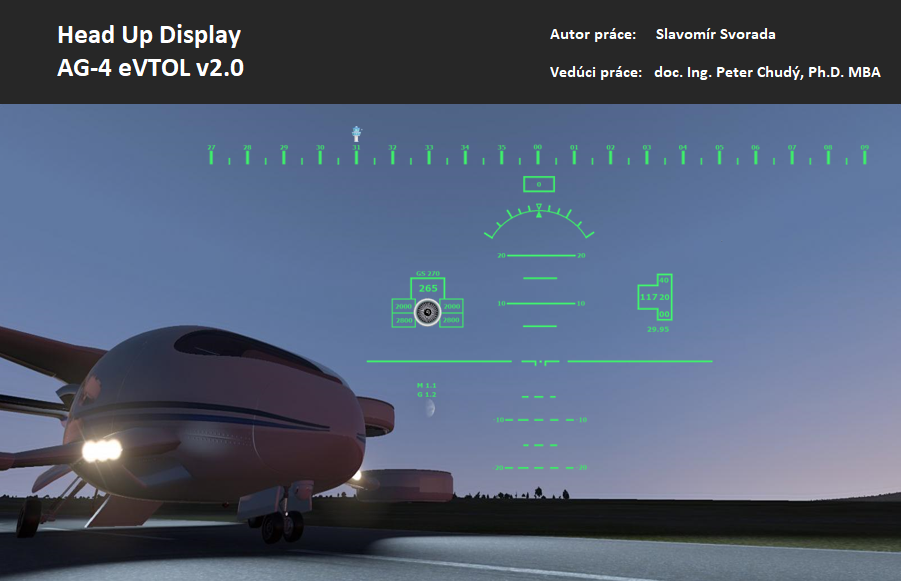 Head Up Display
AG-4 eVTOL v2.0
Autor práce: Slavomír Svorada
Vedúci práce: doc. Ing. Peter Chudý, Ph.D. MBA
27 28 29 30 31 32 33 34 35 00 01 02 03 04 05 06 07 08 09
0
20 20
GS 270
265
2000 2000
2000 2000
10 10
40
117 20
00
29.95
M 1.1
G 1.2
10 10
20 20